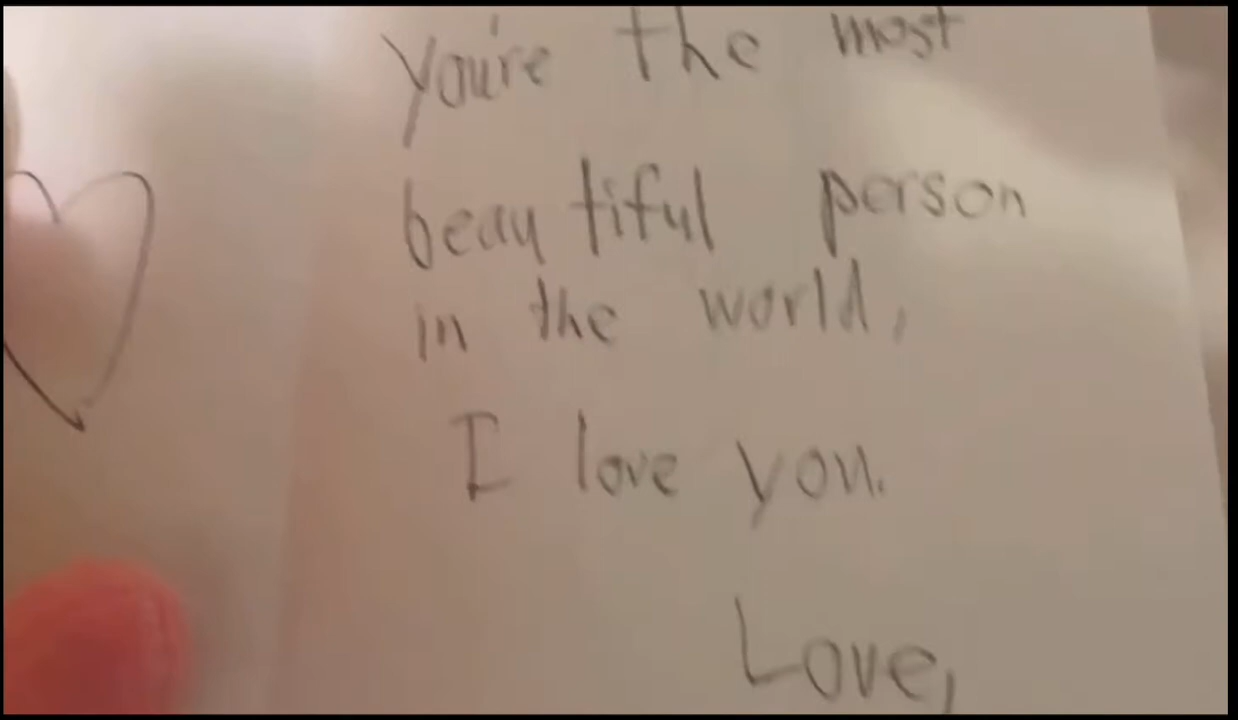 you're the most
beautiful person
in the world,
I love you.
Love,